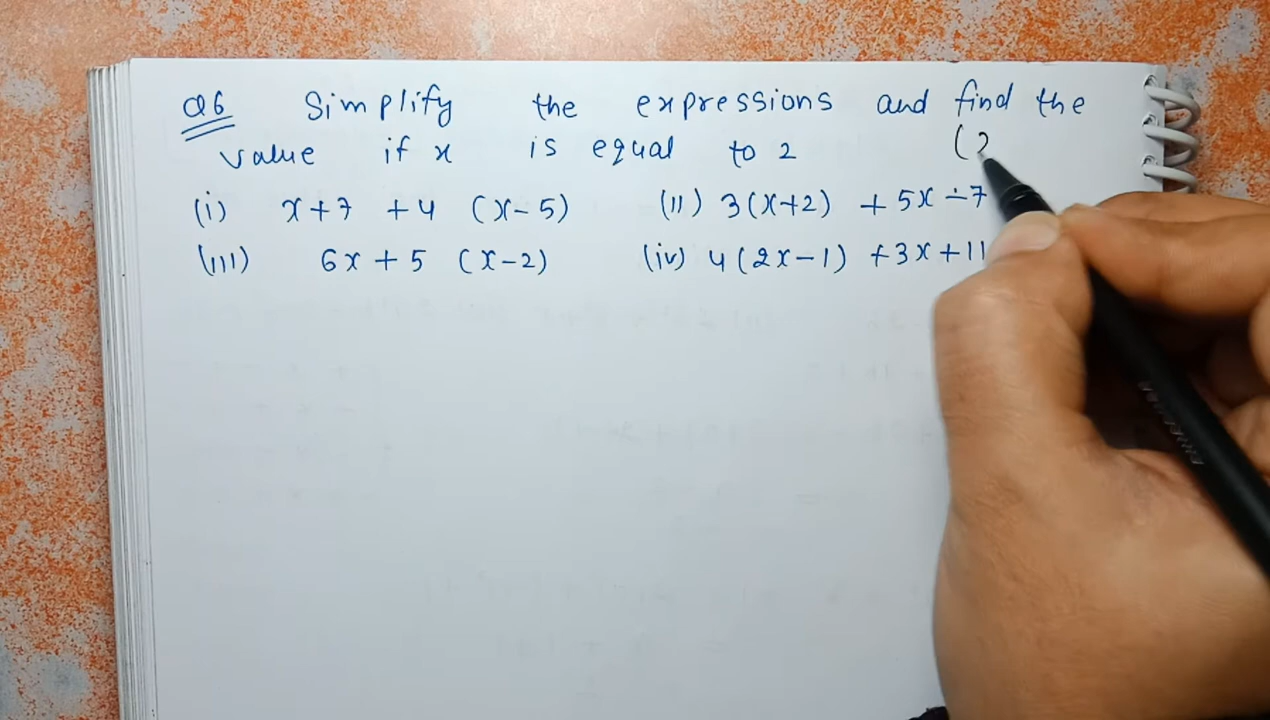 Q6 Simplify the expressions and find the
value if x is equal to 2 (2
(i) x+7 +4 (x-5) (ii) 3(x+2) +5x-7
(iii) 6x+5 (x-2) (iv) 4(2x-1) +3x+11